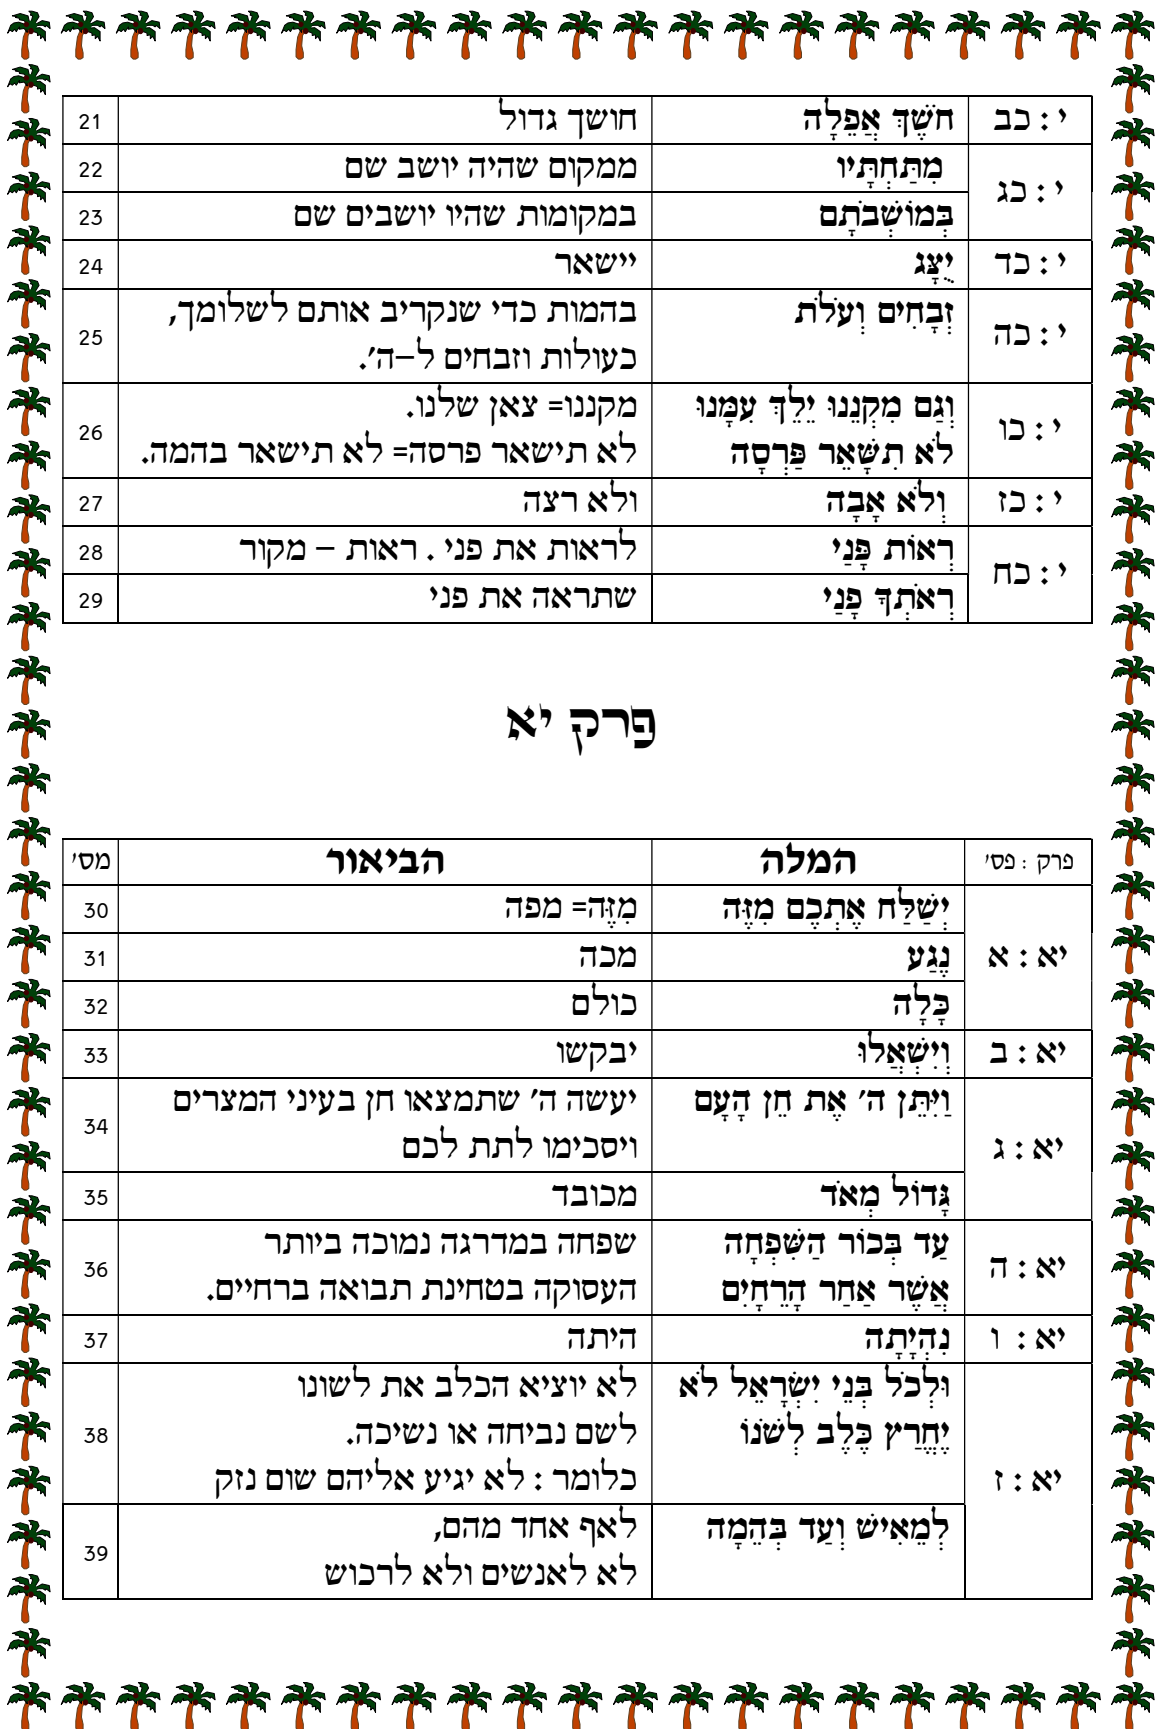 י : כב חֹשֶׁךְ אֲפֵלָה חושך גדול 21
י : כג מִתַּחְתָּיו ממקום שהיה יושב שם 22
בְּמוֹשְׁבֹתָם במקומות שהיו יושבים שם 23
י : כד יֻצָּג יישאר 24
י : כה זְבָחִים וְעֹלֹת בהמות כדי שנקריב אותם לשלומך, 25
כעולות וזבחים ל–ה'.
י : כו וְגַם מִקְנֵנוּ יֵלֵךְ עִמָּנוּ מקננו= צאן שלנו. 26
לֹא תִשָּׁאֵר פַּרְסָה לא תישאר פרסה= לא תישאר בהמה.
י : כז וְלֹא אָבָה ולא רצה 27
י : כח רְאוֹת פָּנַי לראות את פני . ראות – מקור 28
רְאֹתְךָ פָנַי שתראה את פני 29
פרק יא
פרק : פס' המלה הביאור מס'
יא : א יְשַׁלַּח אֶתְכֶם מִזֶּה מִזֶּה= מפה 30
נֶגַע מכה 31
כָּלָה כולם 32
יא : ב וְיִשְׁאֲלוּ יבקשו 33
יא : ג וַיִּתֵּן ה' אֶת חֵן הָעָם יעשה ה' שתמצאו חן בעיני המצרים 34
ויסכימו לתת לכם
גָּדוֹל מְאֹד מכובד 35
יא : ה עַד בְּכוֹר הַשִּׁפְחָה שפחה במדרגה נמוכה ביותר 36
אֲשֶׁר אַחַר הָרֵחָיִם העסוקה בטחינת תבואה ברחיים.
יא : ו נִהְיָתָה היתה 37
יא : ז וּלְכֹל בְּנֵי יִשְׂרָאֵל לֹא לא יוציא הכלב את לשונו 38
יֶחֱרַץ כֶּלֶב לְשֹׁנוֹ לשם נביחה או נשיכה.
כלומר : לא יגיע אליהם שום נזק
לְמֵאִישׁ וְעַד בְּהֵמָה לאף אחד מהם, 39
לא לאנשים ולא לרכוש